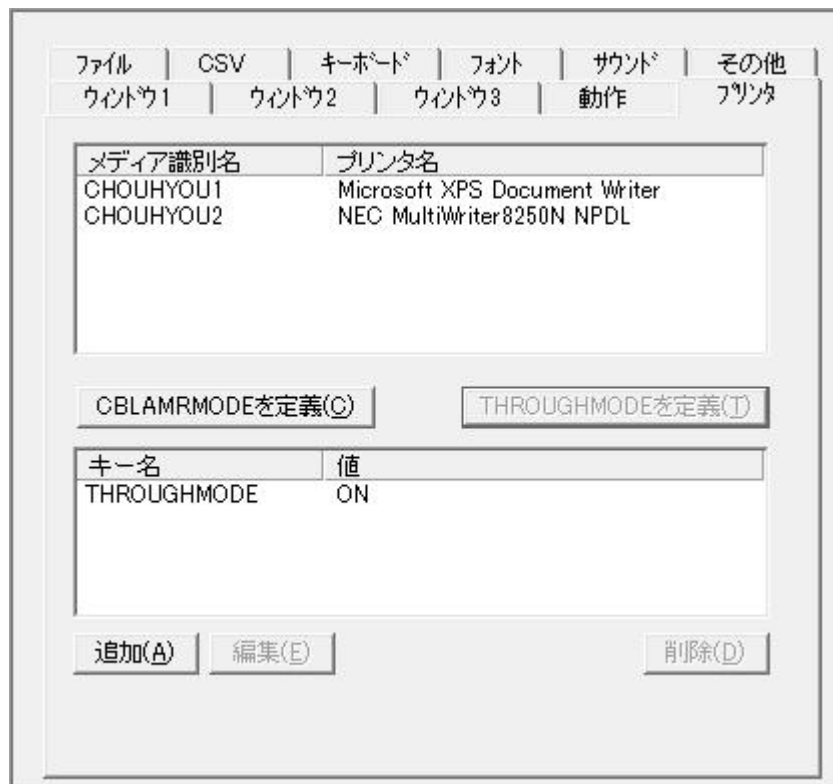 ファイル CSV キーボード フォント サウンド その他
ウィンドウ1 ウィンドウ2 ウィンドウ3 動作 プリンタ
メディア識別名 プリンタ名
CHOUHYOU1 Microsoft XPS Document Writer
CHOUHYOU2 NEC MultiWriter8250N NPDL
CBLAMRMODEを定義(C) THROUGHMODEを定義(T)
キー名 値
THROUGHMODE ON
追加(A) 編集(E) 削除(D)